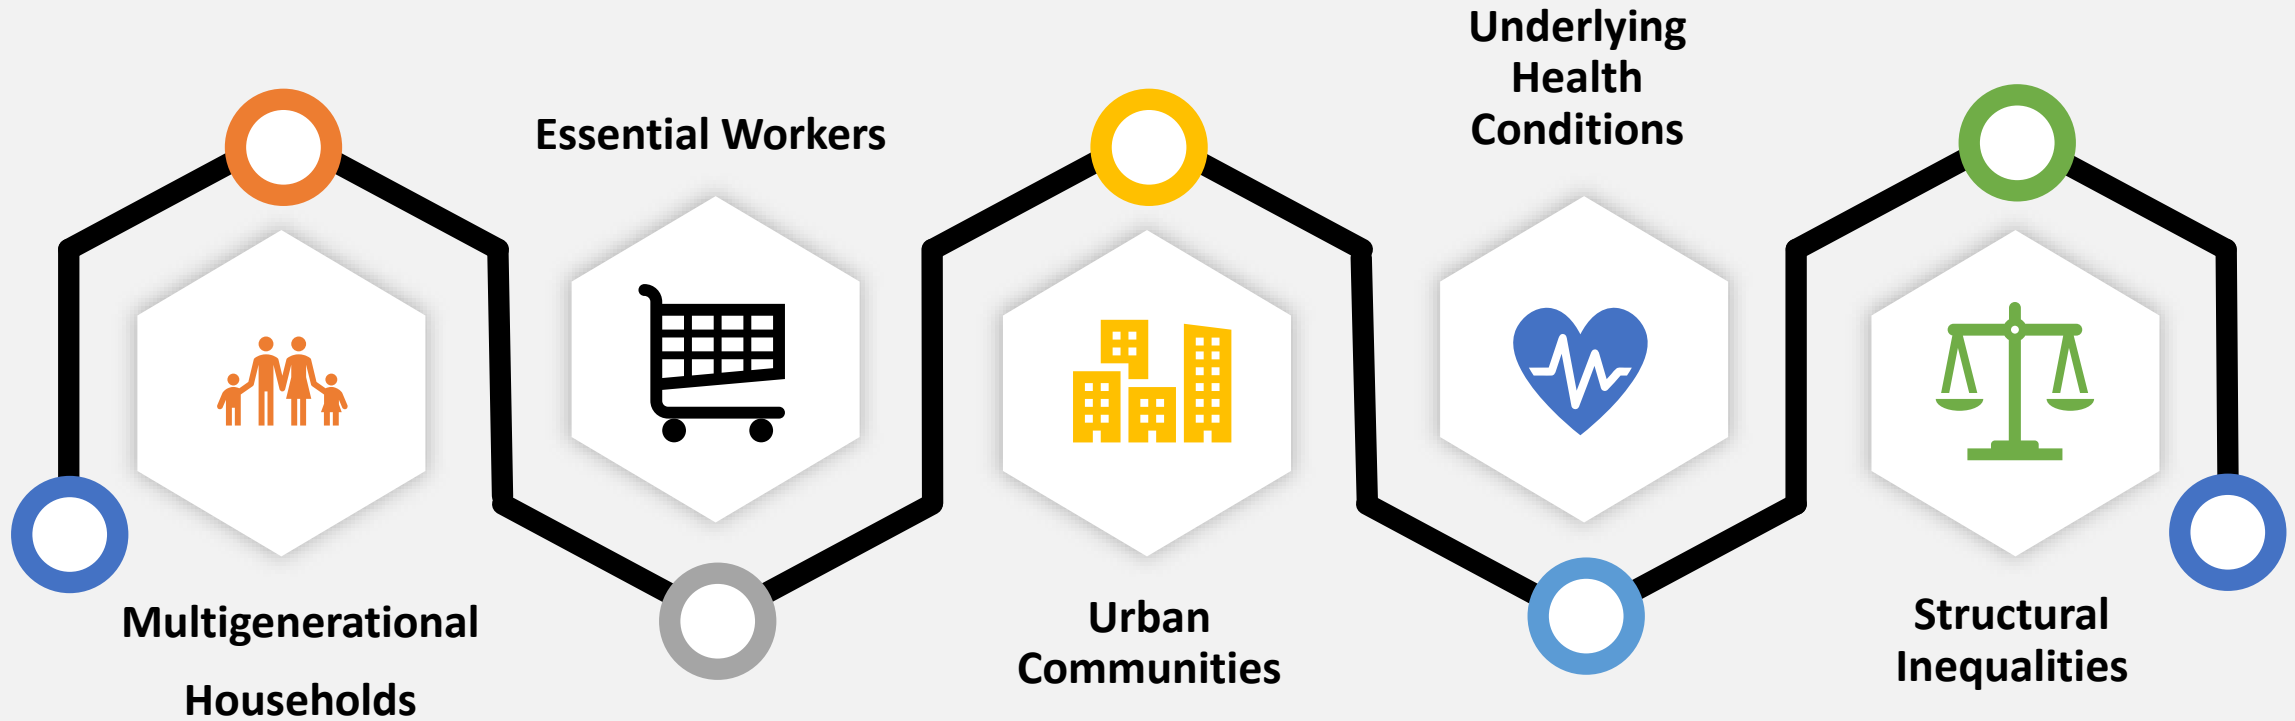 Multigenerational
Households
Essential Workers
Urban
Communities
Underlying
Health
Conditions
Structural
Inequalities